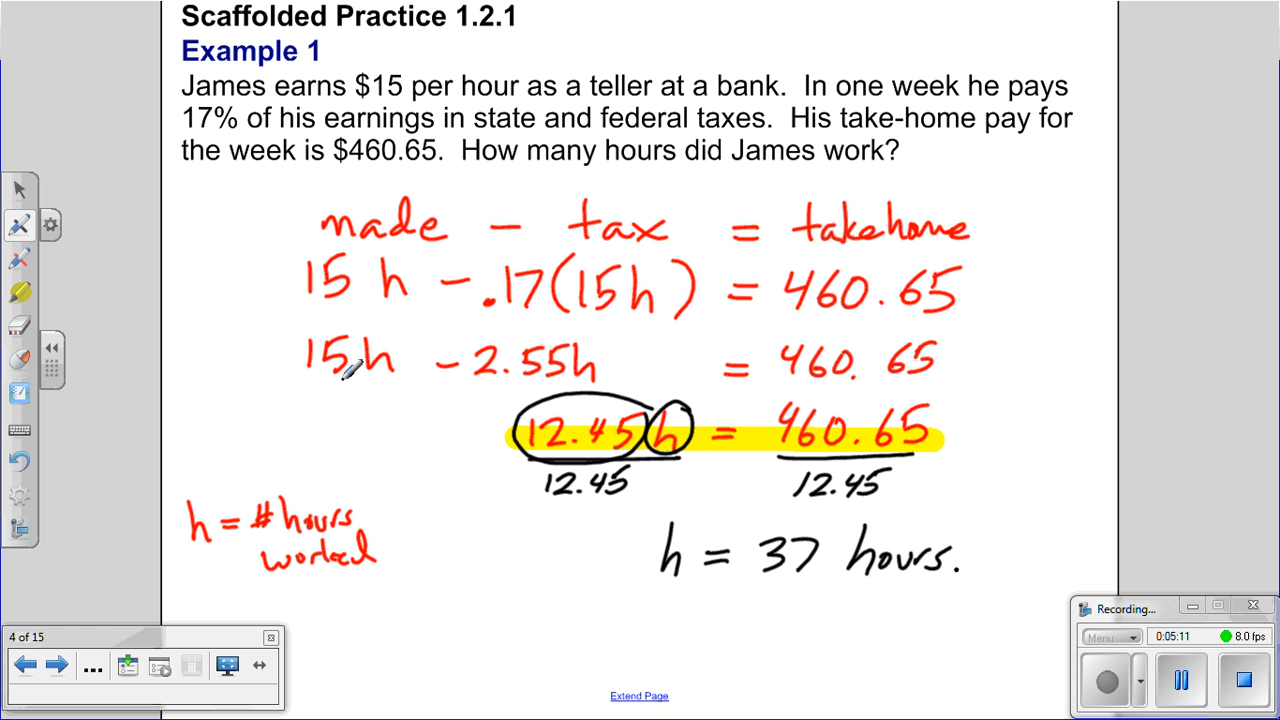 Scaffolded Practice 1.2.1
Example 1
James earns $15 per hour as a teller at a bank. In one week he pays
17% of his earnings in state and federal taxes. His take-home pay for
the week is $460.65. How many hours did James work?
made - tax = takehome
15 h - .17(15h) = 460.65
15h - 2.55h = 460.65
12.45h = 460.65
12.45 12.45
h = # hours
worked
h = 37 hours.
4 of 15
...
Extend Page
Recording...
Menu
0:05:11
8.0 fps